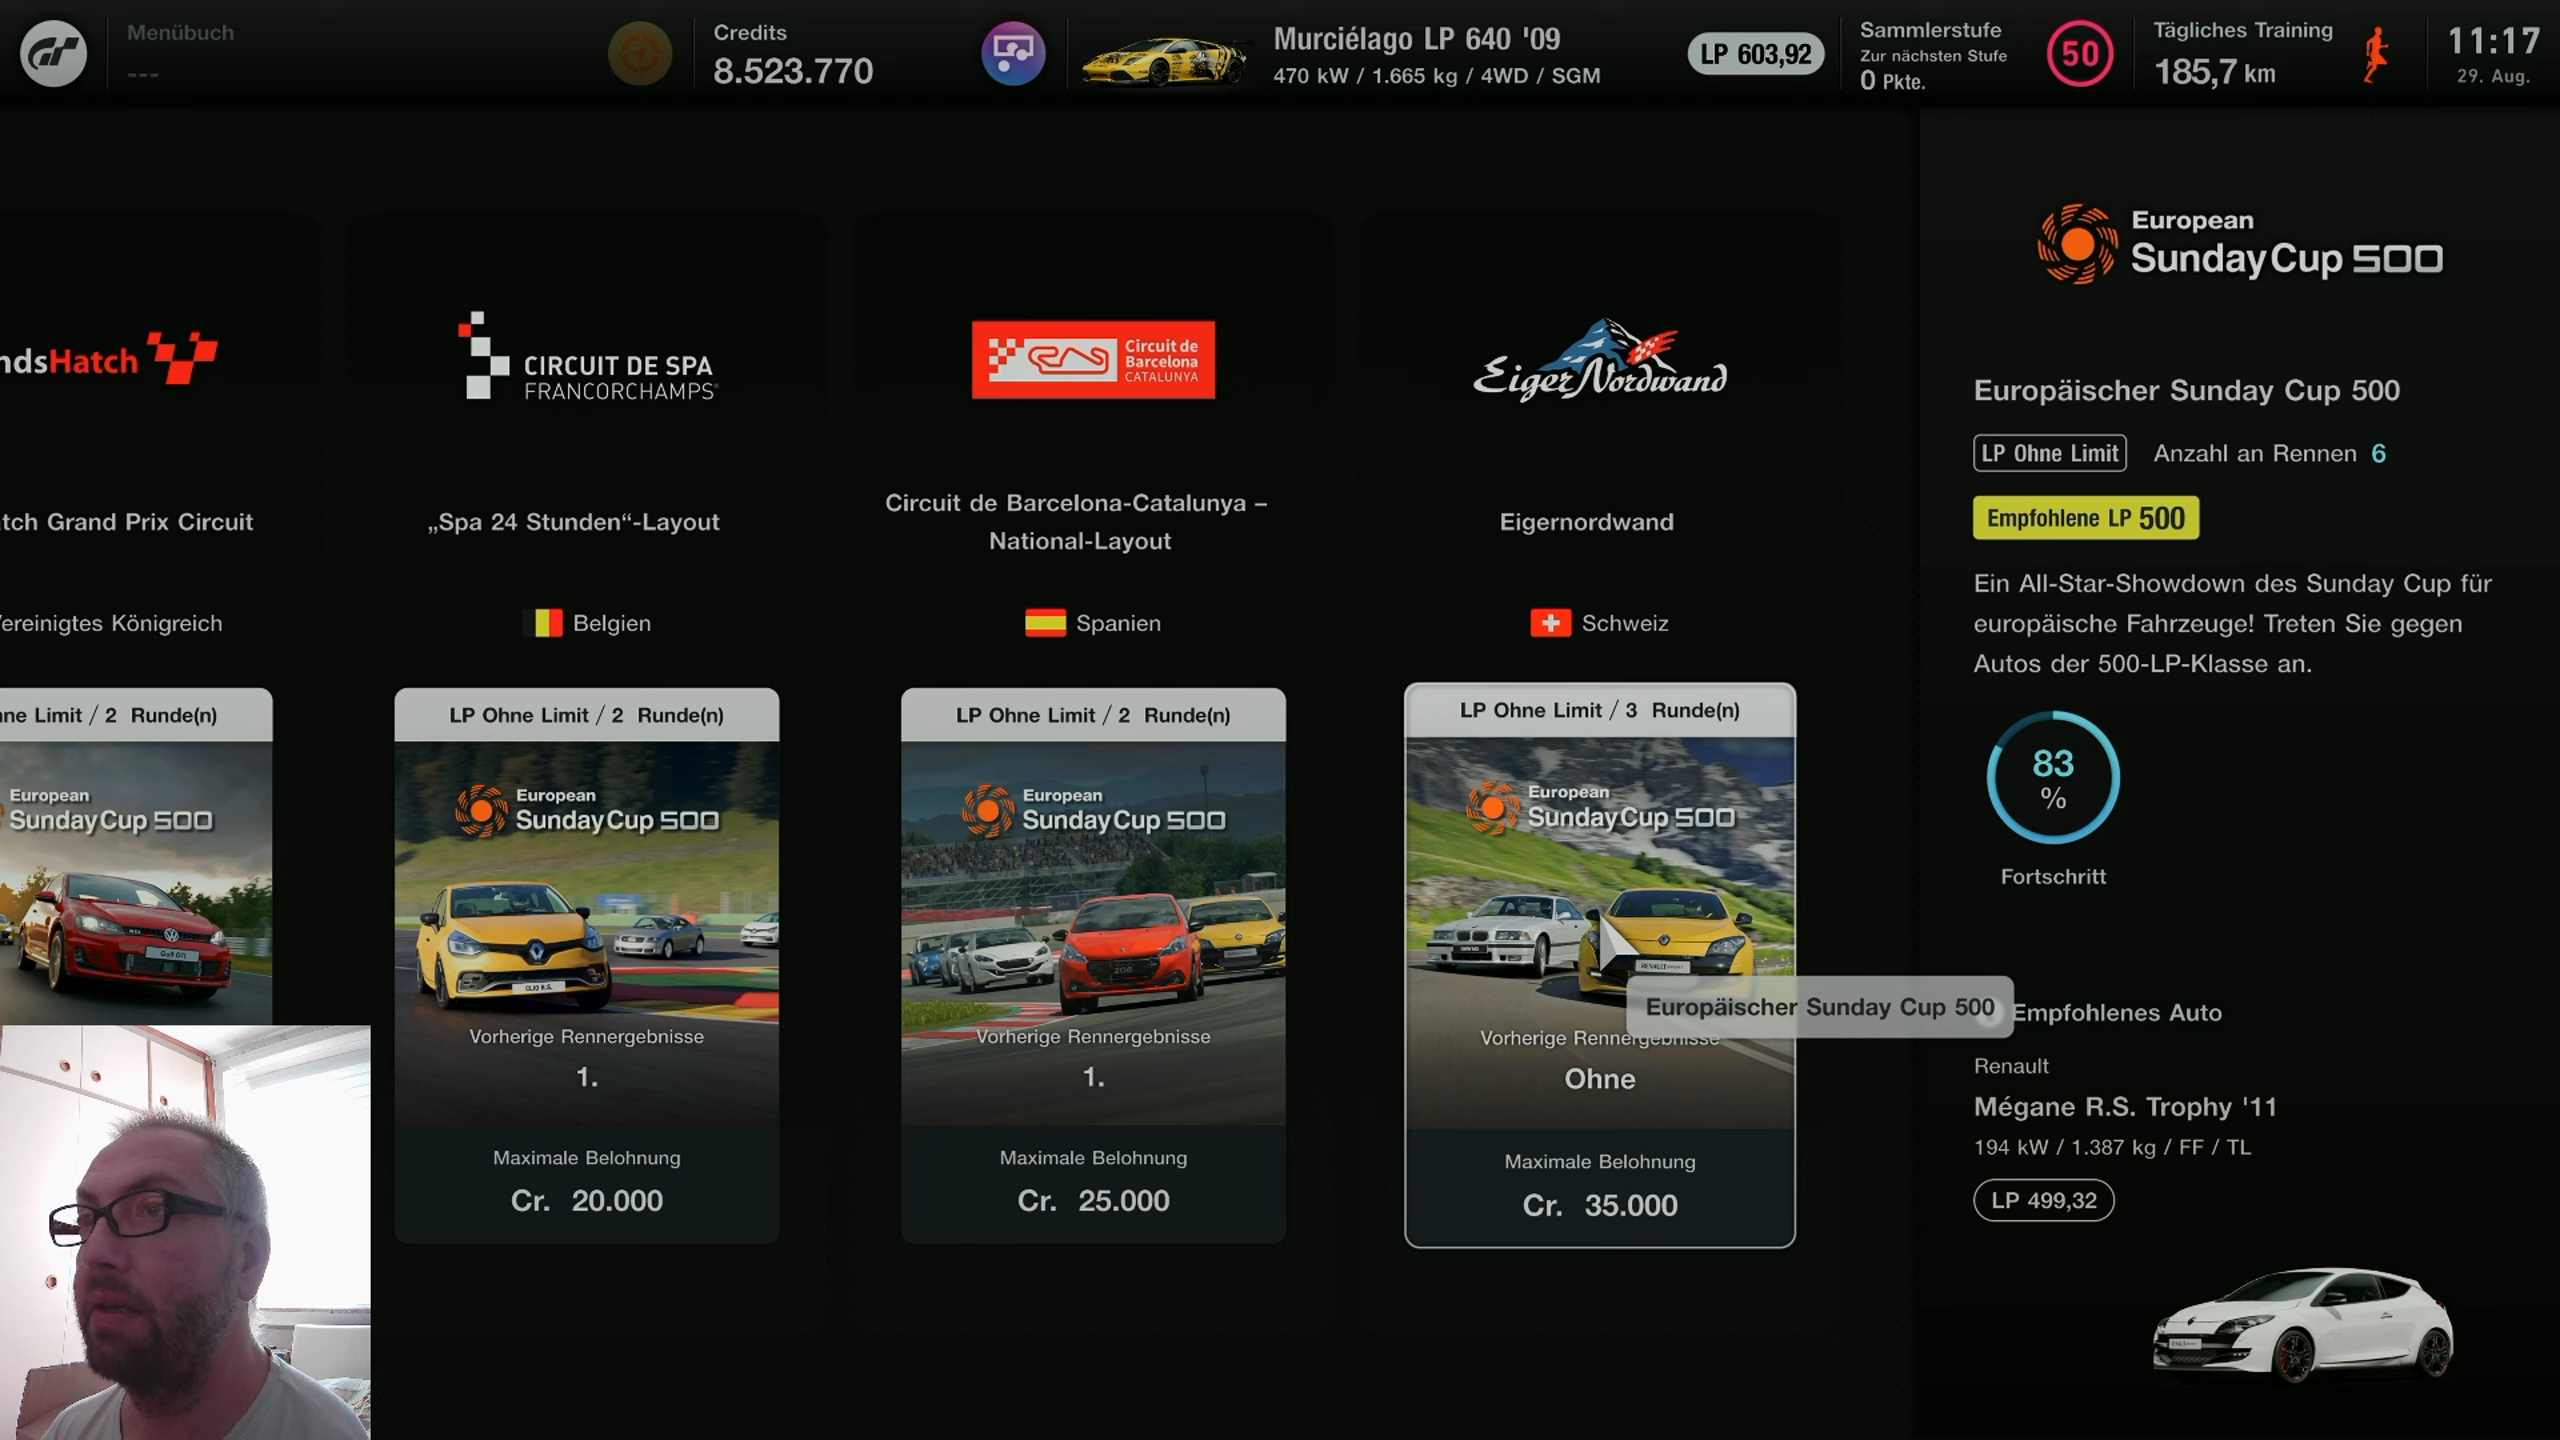 Menübuch
---
Credits
8.523.770
Murciélago LP 640 '09
470 kW / 1.665 kg / 4WD / SGM
LP 603,92
Sammlerstufe
Zur nächsten Stufe
0 Pkte.
50
Tägliches Training
185,7 km
11:17
29. Aug.
ndsHatch
tch Grand Prix Circuit
ereinigtes Königreich
ne Limit / 2 Runde(n)
European
SundayCup 500
CIRCUIT DE SPA
FRANCORCHAMPS
„Spa 24 Stunden“-Layout
Belgien
LP Ohne Limit / 2 Runde(n)
European
SundayCup 500
CLIO R.S.
Vorherige Rennergebnisse
1.
Maximale Belohnung
Cr. 20.000
Circuit de
Barcelona
CATALUNYA
Circuit de Barcelona-Catalunya –
National-Layout
Spanien
LP Ohne Limit / 2 Runde(n)
European
SundayCup 500
208
Vorherige Rennergebnisse
1.
Maximale Belohnung
Cr. 25.000
Eiger Nordwand
Eigernordwand
Schweiz
LP Ohne Limit / 3 Runde(n)
European
SundayCup 500
Europäischer Sunday Cup 500
Vorherige Rennergebnisse
Ohne
Maximale Belohnung
Cr. 35.000
European
SundayCup 500
Europäischer Sunday Cup 500
LP Ohne Limit Anzahl an Rennen 6
Empfohlene LP 500
Ein All-Star-Showdown des Sunday Cup für
europäische Fahrzeuge! Treten Sie gegen
Autos der 500-LP-Klasse an.
83
%
Fortschritt
Empfohlenes Auto
Renault
Mégane R.S. Trophy '11
194 kW / 1.387 kg / FF / TL
LP 499,32